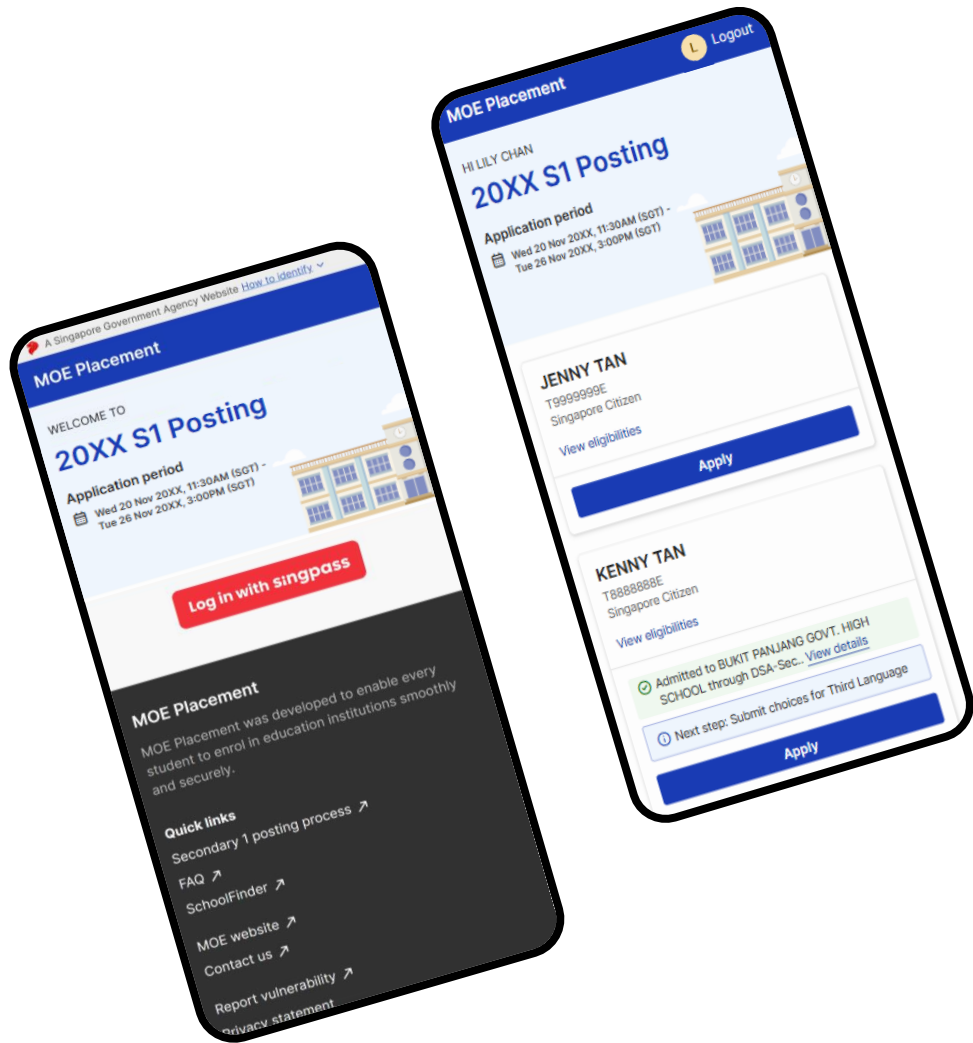 A Singapore Government Agency Website How to identify
MOE Placement
WELCOME TO
20XX S1 Posting
Application period
Wed 20 Nov 20XX, 11:30AM (SGT) -
Tue 26 Nov 20XX, 3:00PM (SGT)
Log in with singpass
MOE Placement
MOE Placement was developed to enable every
student to enrol in education institutions smoothly
and securely.
Quick links
Secondary 1 posting process
FAQ
SchoolFinder
MOE website
Contact us
Report vulnerability
Privacy statement
MOE Placement
L Logout
HI LILY CHAN
20XX S1 Posting
Application period
Wed 20 Nov 20XX, 11:30AM (SGT) -
Tue 26 Nov 20XX, 3:00PM (SGT)
JENNY TAN
T9999999E
Singapore Citizen
View eligibilities
Apply
KENNY TAN
T8888888E
Singapore Citizen
View eligibilities
Admitted to BUKIT PANJANG GOVT. HIGH
SCHOOL through DSA-Sec.. View details
Next step: Submit choices for Third Language
Apply